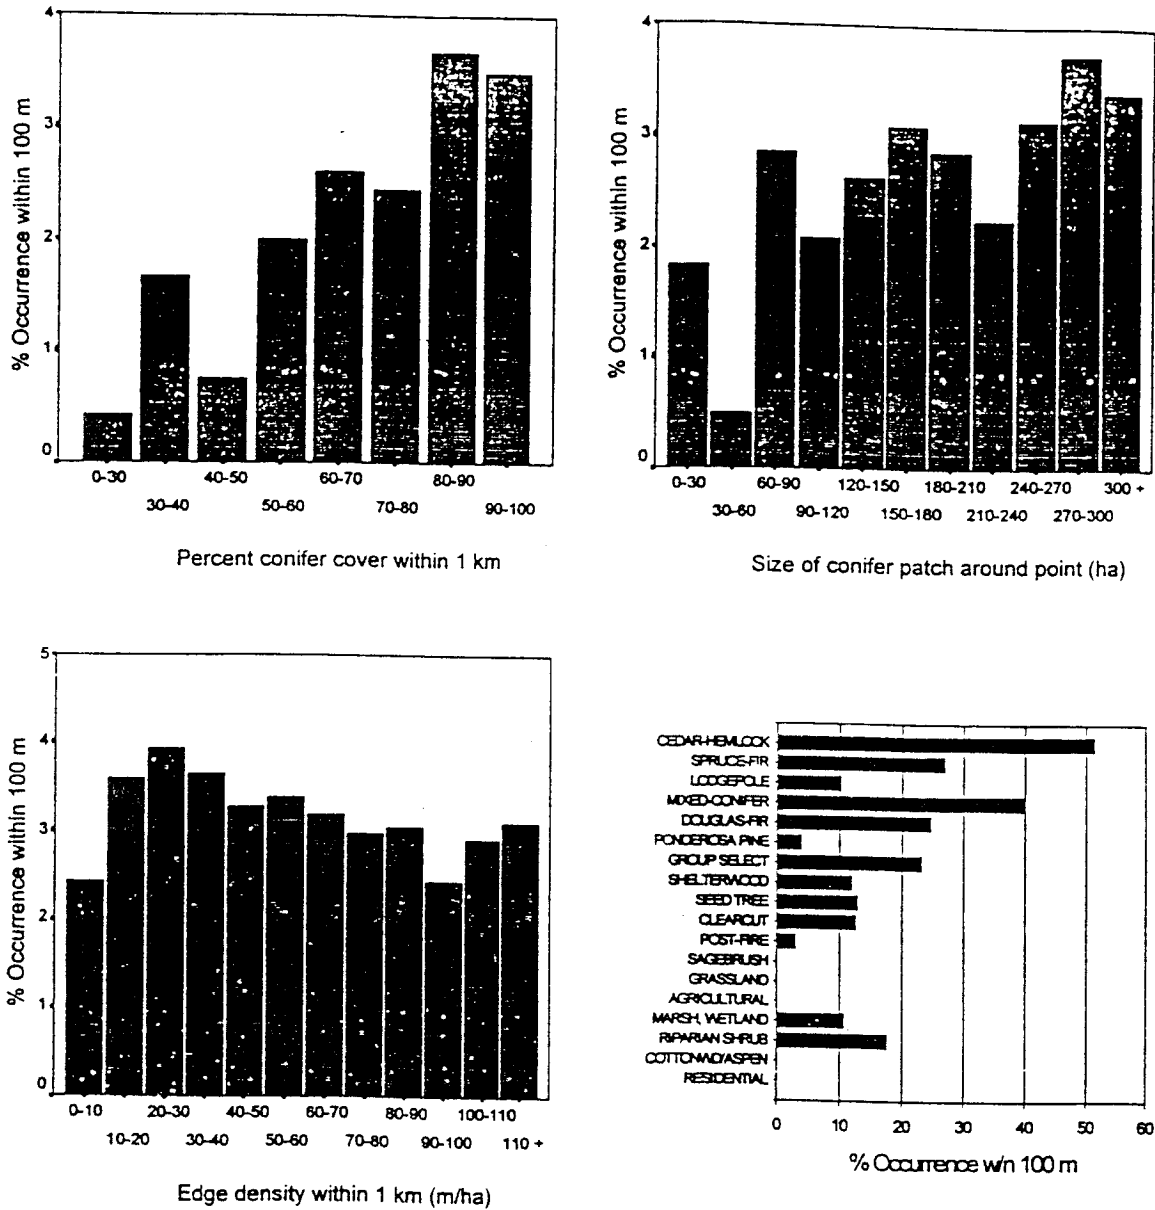 4
3
2
1
0
% Occurrence within 100 m
0-30 40-50 60-70 80-90
30-40 50-60 70-80 90-100
Percent conifer cover within 1 km
4
3
2
1
0
% Occurrence within 100 m
0-30 60-90 120-150 180-210 240-270 300 +
30-60 90-120 150-180 210-240 270-300
Size of conifer patch around point (ha)
5
4
3
2
1
0
% Occurrence within 100 m
0-10 20-30 40-50 60-70 80-90 100-110
10-20 30-40 50-60 70-80 90-100 110 +
Edge density within 1 km (m/ha)
CEDAR-HEMLOCK
SPRUCE-FIR
LODGEPOLE
MIXED-CONIFER
DOUGLAS-FIR
PONDEROSA PINE
GROUP SELECT
SHELTERWOOD
SEED TREE
CLEARCUT
POST-FIRE
SAGEBRUSH
GRASSLAND
AGRICULTURAL
MARSH, WETLAND
RIPARIAN SHRUB
COTTONWD/ASPEN
RESIDENTIAL
0 10 20 30 40 50 60
% Occurrence w/n 100 m